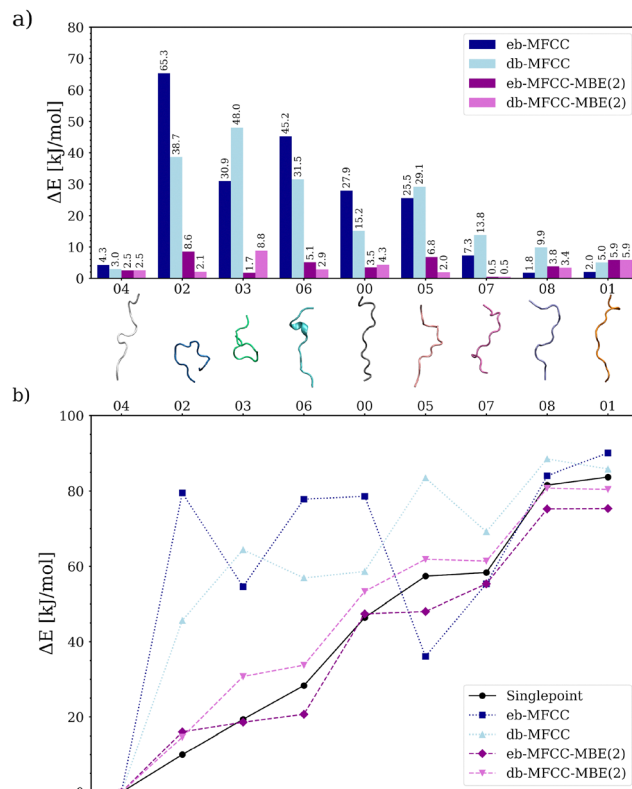 a)
80
70
60
50
40
30
20
10
0
ΔE [kJ/mol]
eb-MFCC
db-MFCC
eb-MFCC-MBE(2)
db-MFCC-MBE(2)
4.3 3.0 2.5 2.5
65.3 38.7 8.6 2.1
30.9 48.0 1.7 8.8
45.2 31.5 5.1 2.9
27.9 15.2 3.5 4.3
25.5 29.1 6.8 2.0
7.3 13.8 0.5 0.5
1.8 9.9 3.8 3.4
2.0 5.0 5.9 5.9
04 02 03 06 00 05 07 08 01
b)
04 02 03 06 00 05 07 08 01
100
80
60
40
20
0
ΔE [kJ/mol]
Singlepoint
eb-MFCC
db-MFCC
eb-MFCC-MBE(2)
db-MFCC-MBE(2)